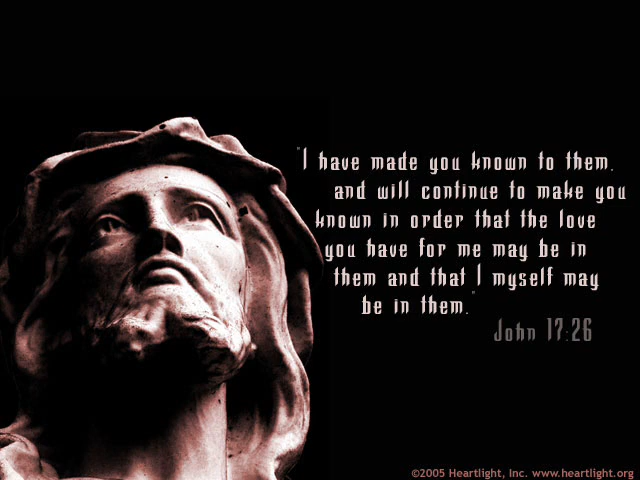 "I have made you known to them,
and will continue to make you
known in order that the love
you have for me may be in
them and that I myself may
be in them."
John 17:26
©2005 Heartlight, Inc. www.heartlight.org